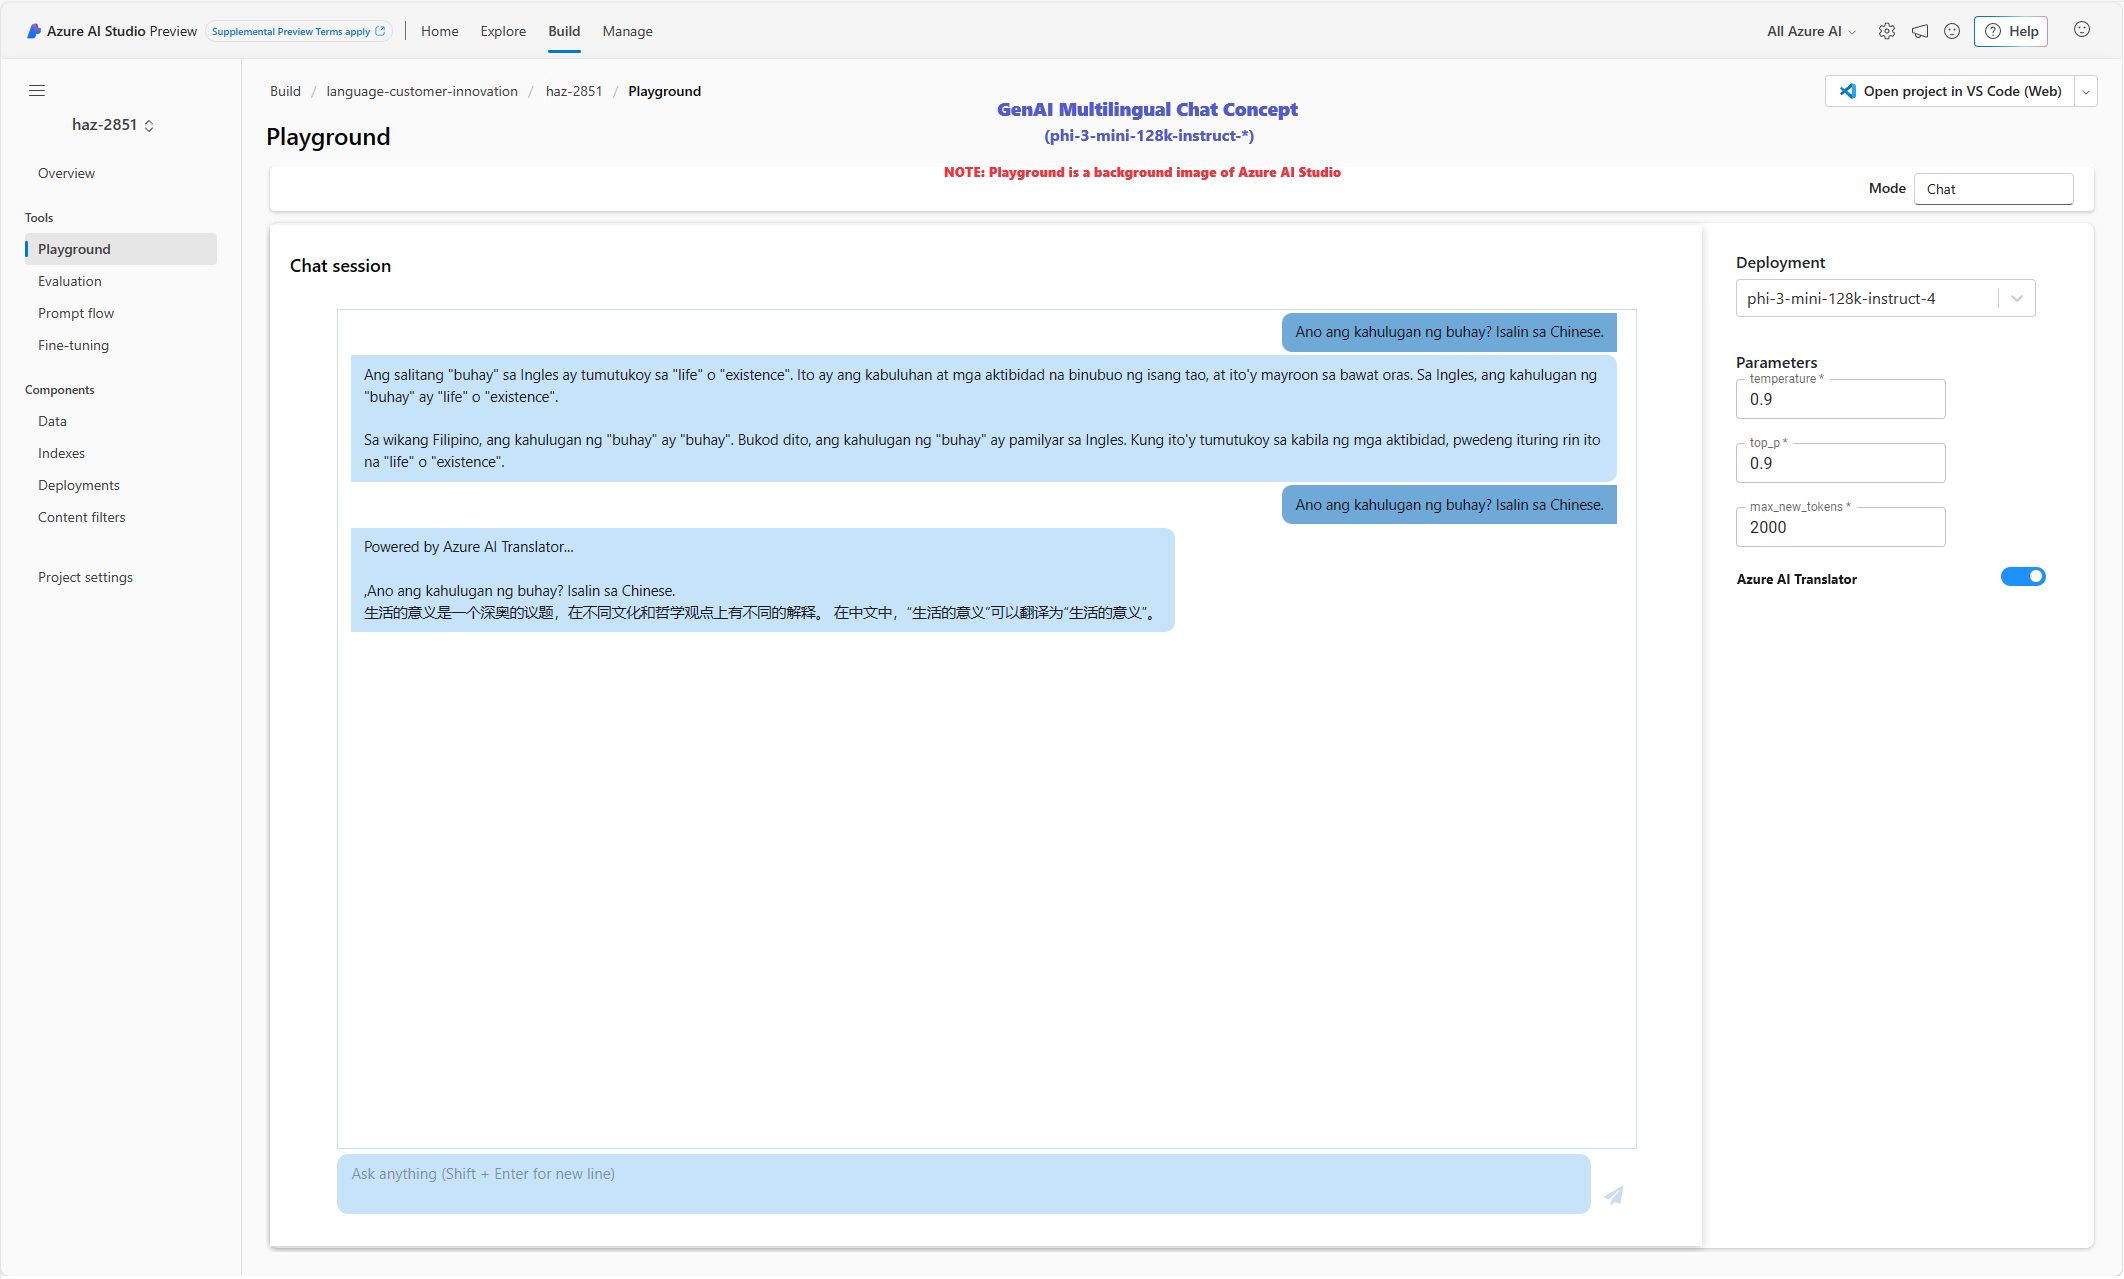 Azure AI Studio Preview
Supplemental Preview Terms apply
Home
Explore
Build
Manage
All Azure AI
Help
haz-2851
Overview
Tools
Playground
Evaluation
Prompt flow
Fine-tuning
Components
Data
Indexes
Deployments
Content filters
Project settings
Build / language-customer-innovation / haz-2851 / Playground
Open project in VS Code (Web)
GenAI Multilingual Chat Concept
(phi-3-mini-128k-instruct-*)
Playground
NOTE: Playground is a background image of Azure AI Studio
Mode
Chat
Chat session
Ano ang kahulugan ng buhay? Isalin sa Chinese.
Ang salitang "buhay" sa Ingles ay tumutukoy sa "life" o "existence". Ito ay ang kabuluhan at mga aktibidad na binubuo ng isang tao, at ito'y mayroon sa bawat oras. Sa Ingles, ang kahulugan ng
"buhay" ay "life" o "existence".
Sa wikang Filipino, ang kahulugan ng "buhay" ay "buhay". Bukod dito, ang kahulugan ng "buhay" ay pamilyar sa Ingles. Kung ito'y tumutukoy sa kabila ng mga aktibidad, pwedeng ituring rin ito
na "life" o "existence".
Ano ang kahulugan ng buhay? Isalin sa Chinese.
Powered by Azure AI Translator...
,Ano ang kahulugan ng buhay? Isalin sa Chinese.
生活的意义是一个深奥的议题，在不同文化和哲学观点上有不同的解释。 在中文中，“生活的意义”可以翻译为“生活的意义”。
Ask anything (Shift + Enter for new line)
Deployment
phi-3-mini-128k-instruct-4
Parameters
temperature *
0.9
top_p *
0.9
max_new_tokens *
2000
Azure AI Translator